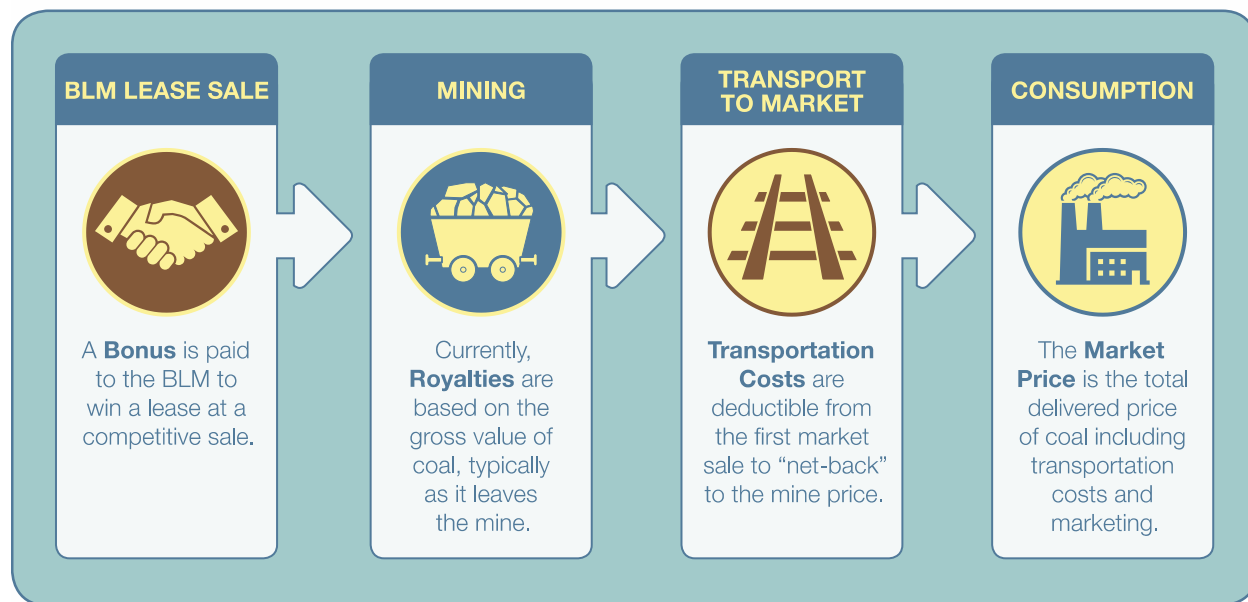 BLM LEASE SALE
A Bonus is paid
to the BLM to
win a lease at a
competitive sale.
MINING
Currently,
Royalties are
based on the
gross value of
coal, typically
as it leaves
the mine.
TRANSPORT
TO MARKET
Transportation
Costs are
deductible from
the first market
sale to “net-back”
to the mine price.
CONSUMPTION
The Market
Price is the total
delivered price
of coal including
transportation
costs and
marketing.